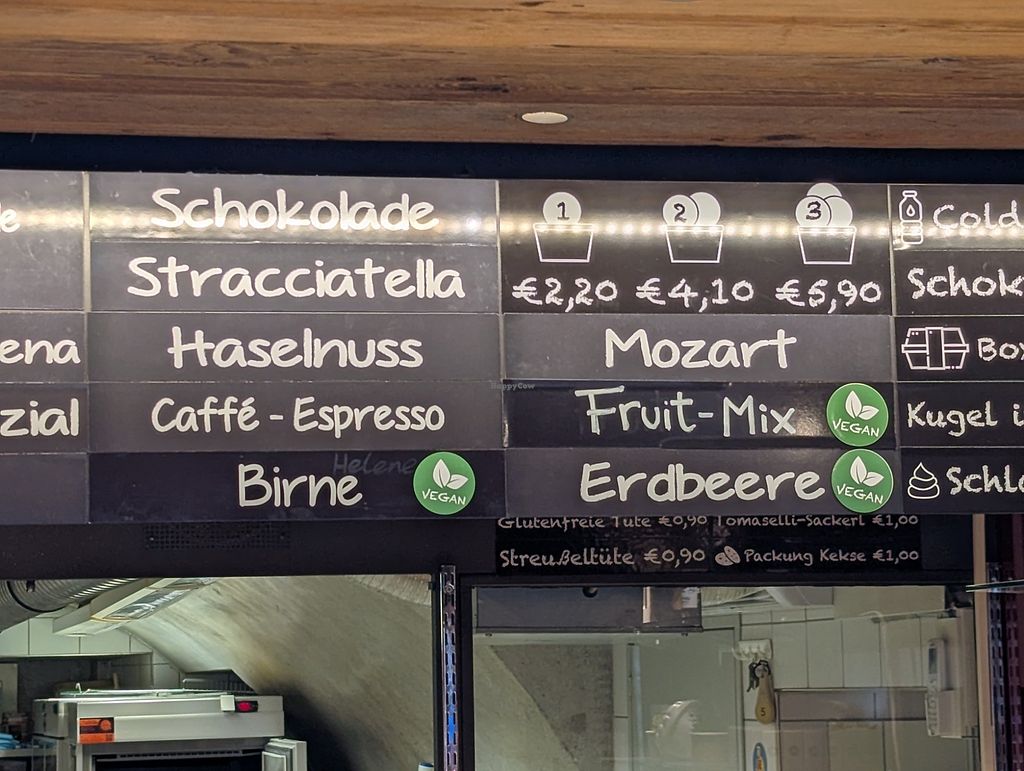 Schokolade
Stracciatella
Haselnuss
Caffé - Espresso
Helene
Birne VEGAN
ena
zial
1 2 3
€2,20 €4,10 €5,90
Mozart
Fruit-Mix VEGAN
Erdbeere VEGAN
Cold
Schok
Box
Kugel i
Schla
Glutenfreie Tüte €0,90 Tomaselli-Sackerl €1,00
Streußeltüte €0,90 Packung Kekse €1,00
HappyCow
5